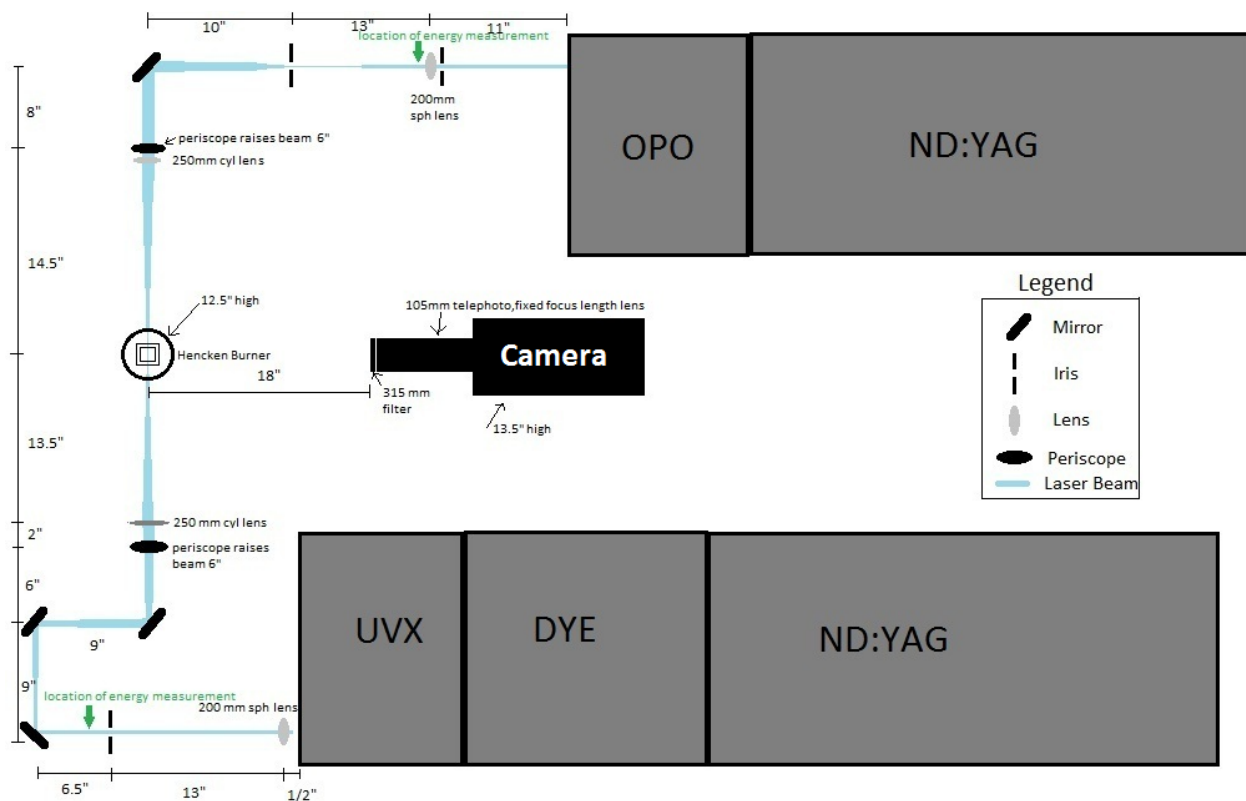 10"
13"
11"
location of energy measurement
8"
200mm
sph lens
periscope raises beam 6"
250mm cyl lens
OPO
ND:YAG
14.5"
12.5" high
Hencken Burner
105mm telephoto,fixed focus length lens
Camera
18"
315 mm
filter
13.5" high
Legend
Mirror
Iris
Lens
Periscope
Laser Beam
13.5"
250 mm cyl lens
2"
periscope raises
beam 6"
6"
9"
9"
location of energy measurement
200 mm sph lens
UVX
DYE
ND:YAG
6.5"
13"
1/2"